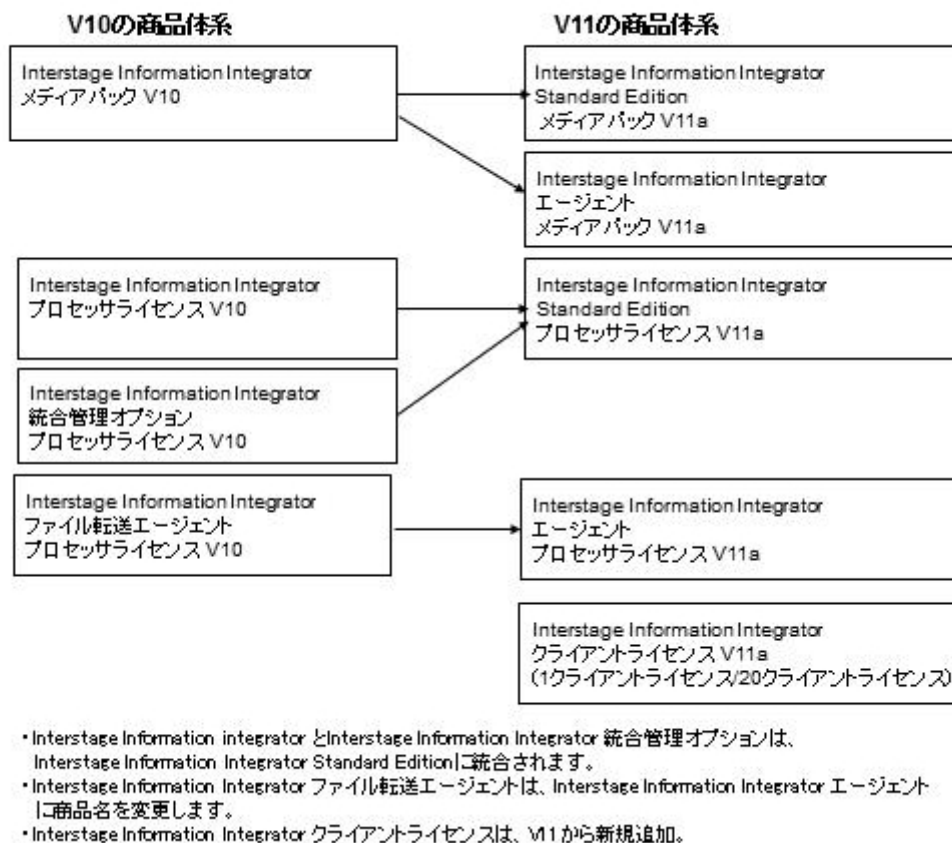 V10の商品体系
Interstage Information Integrator
メディアパック V10
Interstage Information Integrator
プロセッサライセンス V10
Interstage Information Integrator
統合管理オプション
プロセッサライセンス V10
Interstage Information Integrator
ファイル転送エージェント
プロセッサライセンス V10
V11の商品体系
Interstage Information Integrator
Standard Edition
メディアパック V11a
Interstage Information Integrator
エージェント
メディアパック V11a
Interstage Information Integrator
Standard Edition
プロセッサライセンス V11a
Interstage Information Integrator
エージェント
プロセッサライセンス V11a
Interstage Information Integrator
クライアントライセンス V11a
(1クライアントライセンス/20クライアントライセンス)
・Interstage Information integrator とInterstage Information Integrator 統合管理オプションは、
Interstage Information Integrator Standard Editionに統合されます。
・Interstage Information Integrator ファイル転送エージェントは、Interstage Information Integrator エージェント
に商品名を変更します。
・Interstage Information Integrator クライアントライセンスは、V11から新規追加。